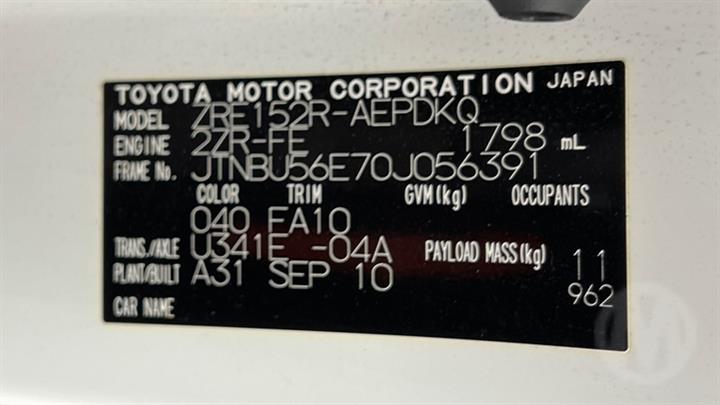 TOYOTA MOTOR CORPORATION JAPAN
MODEL ZRE152R-AEPDKQ
ENGINE 2ZR-FE 1798 mL
FRAME No. JTNBU56E70J056391
COLOR TRIM GVM(kg) OCCUPANTS
040 FA10
TRANS./AXLE U341E -04A PAYLOAD MASS(kg) 11
PLANT/BUILT A31 SEP 10 962
CAR NAME